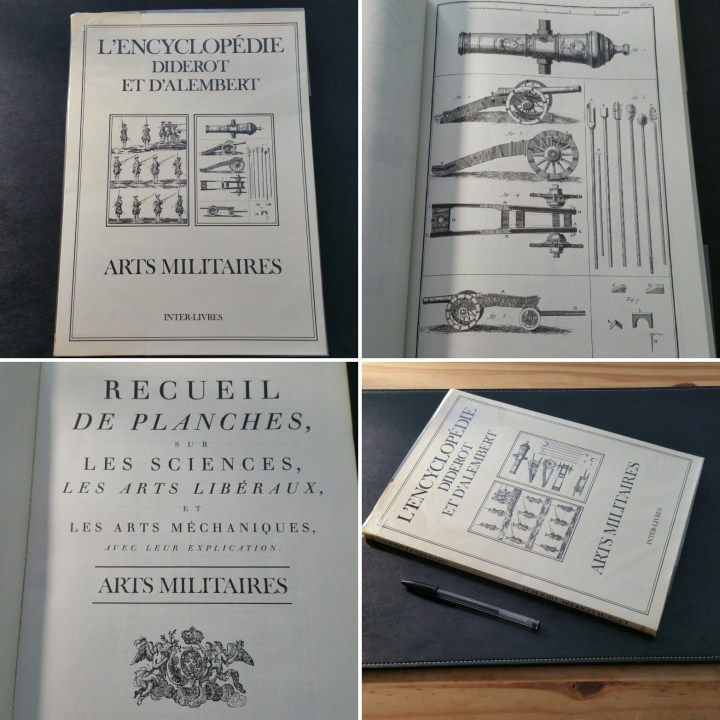 L'ENCYCLOPÉDIE
DIDEROT
ET D'ALEMBERT
ARTS MILITAIRES
INTER-LIVRES
RECUEIL
DE PLANCHES,
SUR
LES SCIENCES,
LES ARTS LIBÉRAUX,
ET
LES ARTS MÉCHANIQUES,
AVEC LEUR EXPLICATION.
ARTS MILITAIRES
L'ENCYCLOPÉDIE
DIDEROT
ET D'ALEMBERT
ARTS MILITAIRES
INTER-LIVRES